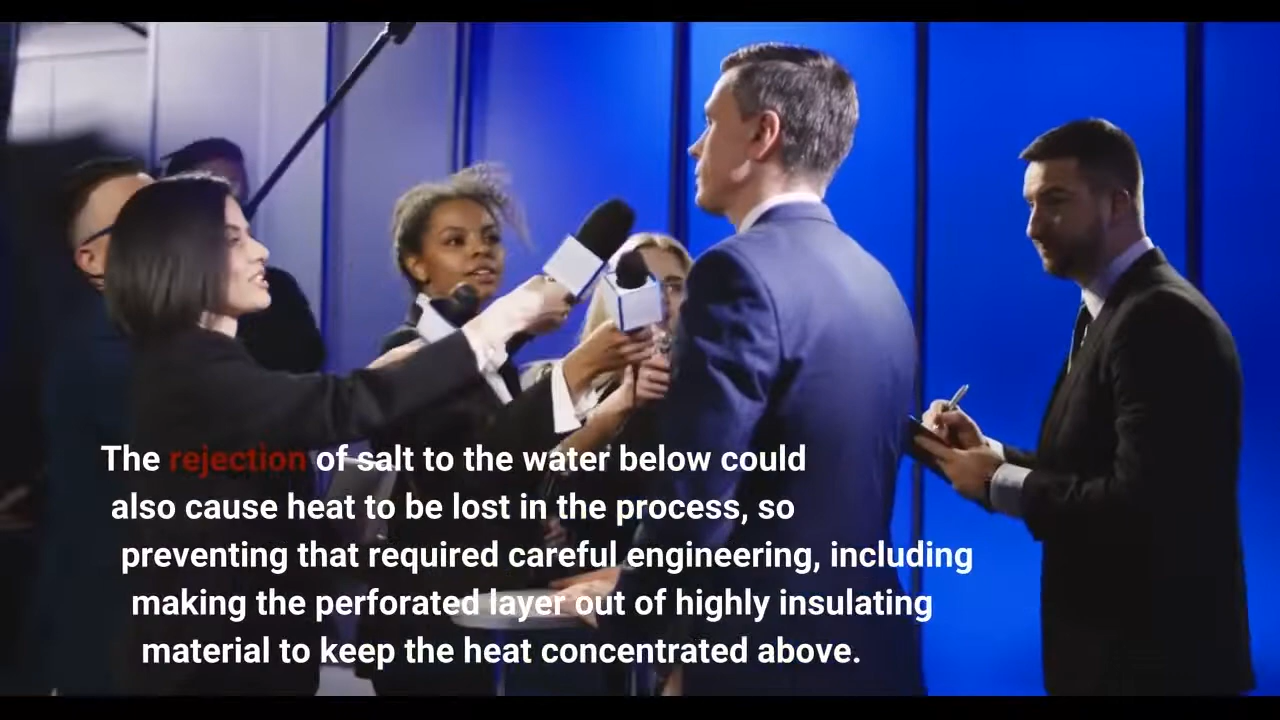 The rejection of salt to the water below could
also cause heat to be lost in the process, so
preventing that required careful engineering, including
making the perforated layer out of highly insulating
material to keep the heat concentrated above.